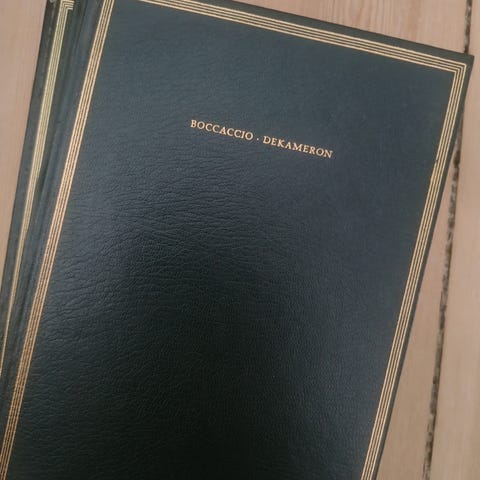 BOCCACCIO · DEKAMERON